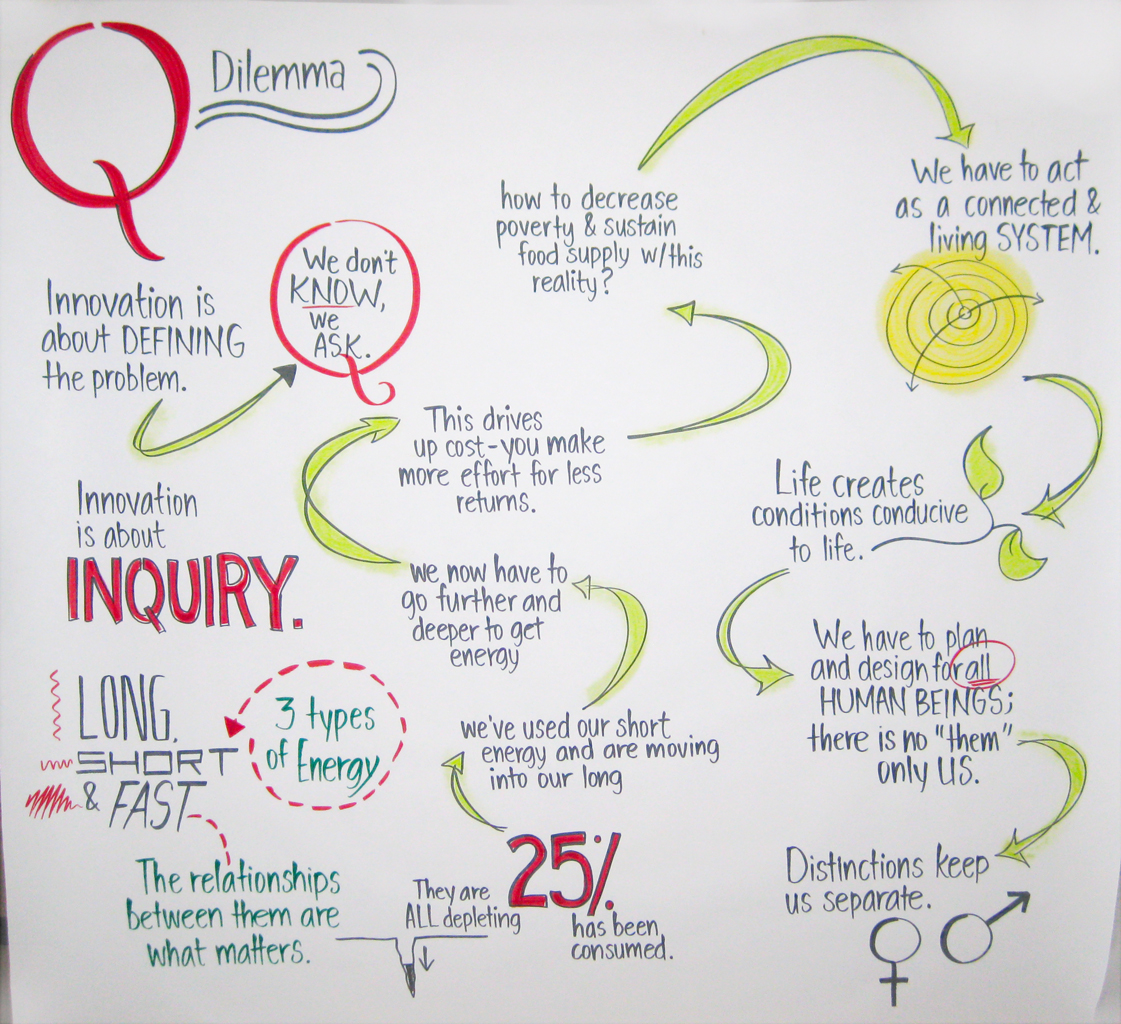 Q Dilemma
Innovation is
about DEFINING
the problem.
We don't
KNOW,
we
ASK.
Innovation
is about
INQUIRY.
3 types
of Energy
LONG,
SHORT
& FAST
The relationships
between them are
what matters.
They are
ALL depleting
25%
has been
consumed.
we've used our short
energy and are moving
into our long
we now have to
go further and
deeper to get
energy
This drives
up cost-you make
more effort for less
returns.
how to decrease
poverty & sustain
food supply w/this
reality?
We have to act
as a connected &
living SYSTEM.
Life creates
conditions conducive
to life.
We have to plan
and design for all
HUMAN BEINGS;
there is no "them"
only US.
Distinctions keep
us separate.